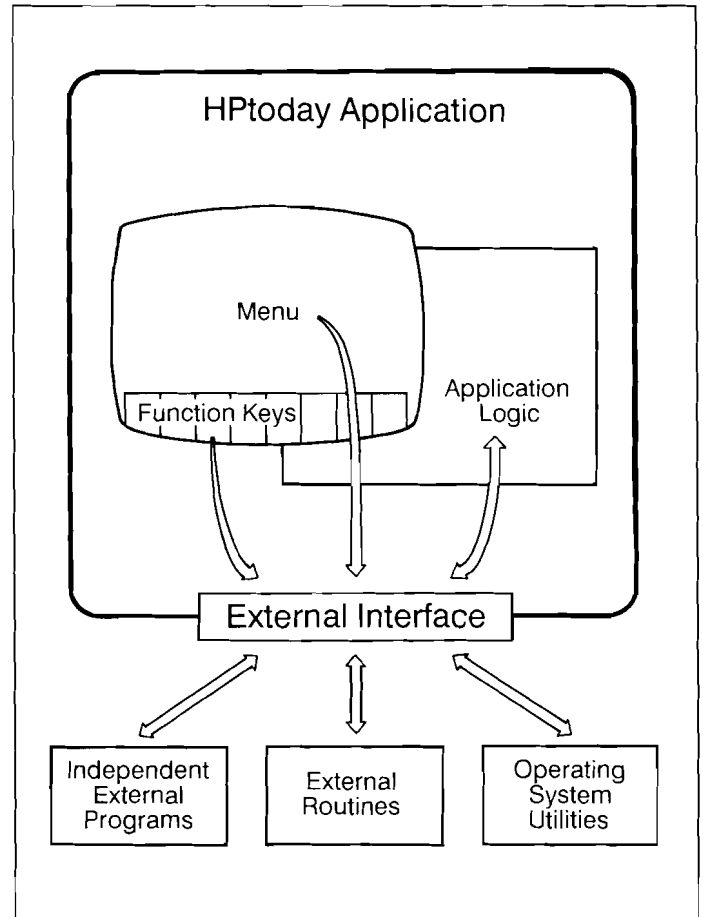 HPtoday Application
Menu
Function Keys
Application
Logic
External Interface
Independent
External
Programs
External
Routines
Operating
System
Utilities